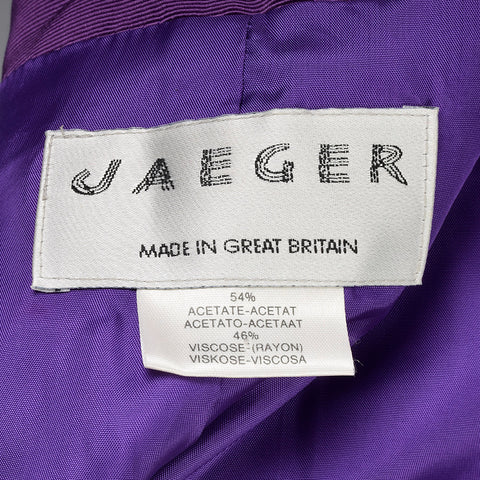 JAEGER
MADE IN GREAT BRITAIN
54%
ACETATE-ACETAT
ACETATO-ACETAAT
46%
VISCOSE-(RAYON)
VISKOSE-VISCOSA